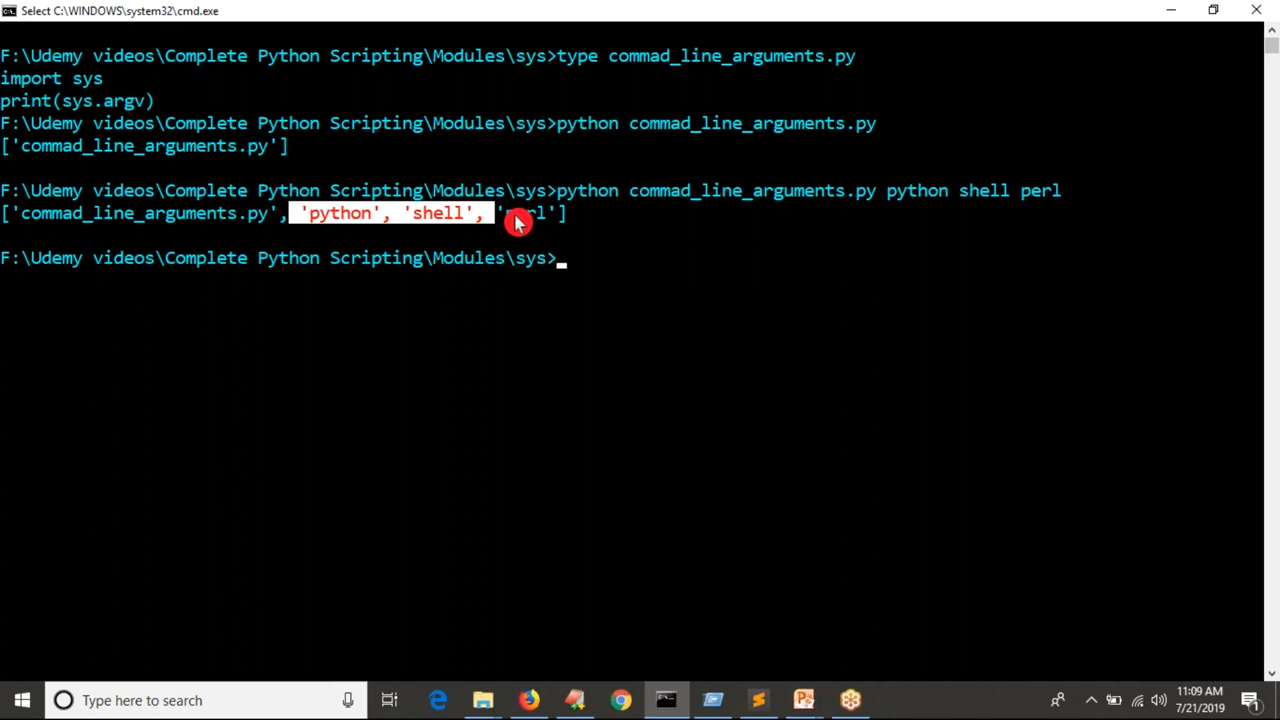 Select C:\WINDOWS\system32\cmd.exe
F:\Udemy videos\Complete Python Scripting\Modules\sys>type commad_line_arguments.py
import sys
print(sys.argv)
F:\Udemy videos\Complete Python Scripting\Modules\sys>python commad_line_arguments.py
['commad_line_arguments.py']
F:\Udemy videos\Complete Python Scripting\Modules\sys>python commad_line_arguments.py python shell perl
['commad_line_arguments.py', 'python', 'shell', 'perl']
F:\Udemy videos\Complete Python Scripting\Modules\sys>
Type here to search
11:09 AM
7/21/2019